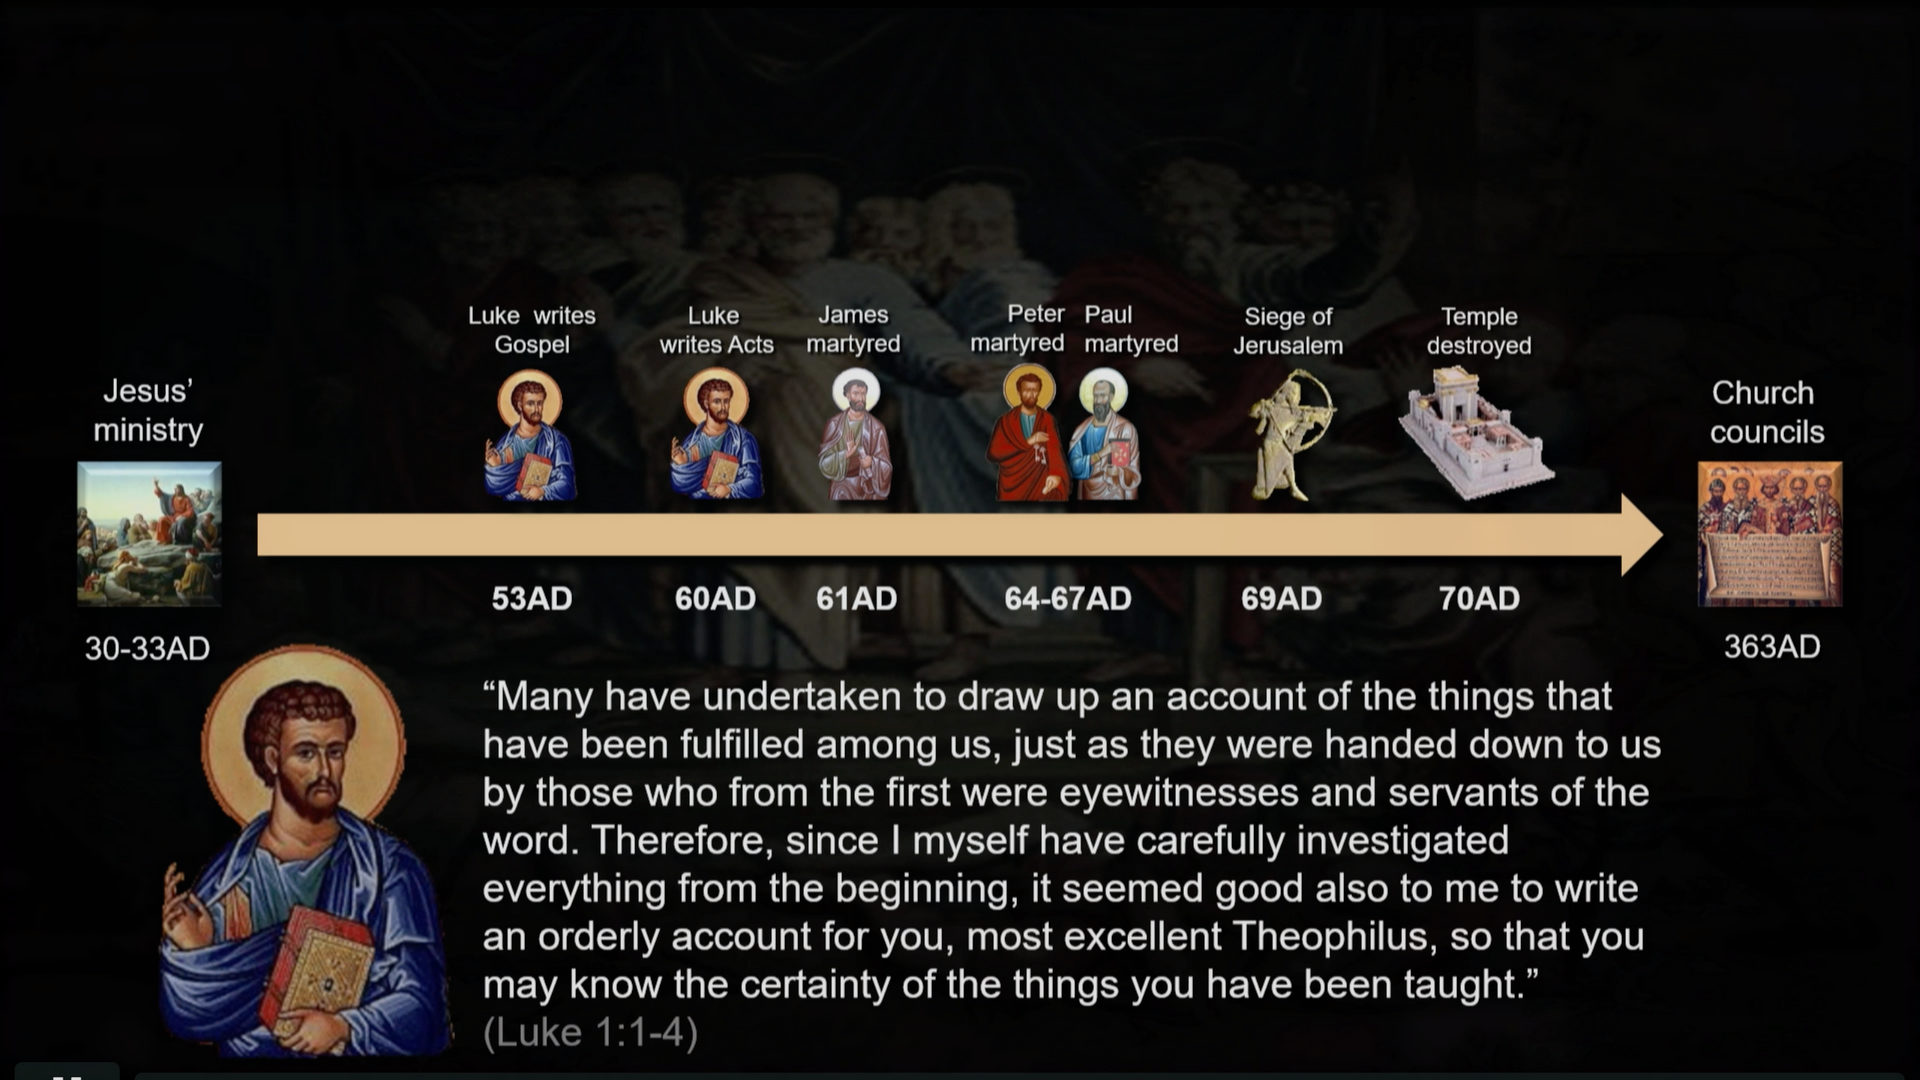 Luke writes
Gospel
Luke
writes Acts
James
martyred
Peter
martyred
Paul
martyred
Siege of
Jerusalem
Temple
destroyed
Jesus’
ministry
Church
councils
53AD
60AD
61AD
64-67AD
69AD
70AD
30-33AD
363AD
“Many have undertaken to draw up an account of the things that
have been fulfilled among us, just as they were handed down to us
by those who from the first were eyewitnesses and servants of the
word. Therefore, since I myself have carefully investigated
everything from the beginning, it seemed good also to me to write
an orderly account for you, most excellent Theophilus, so that you
may know the certainty of the things you have been taught.”
(Luke 1:1-4)